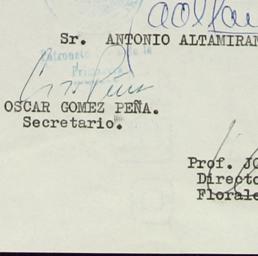 Sr. ANTONIO ALTAMIRAN
OSCAR GOMEZ PEÑA.
Secretario.
Prof. JO
Directo
Florale